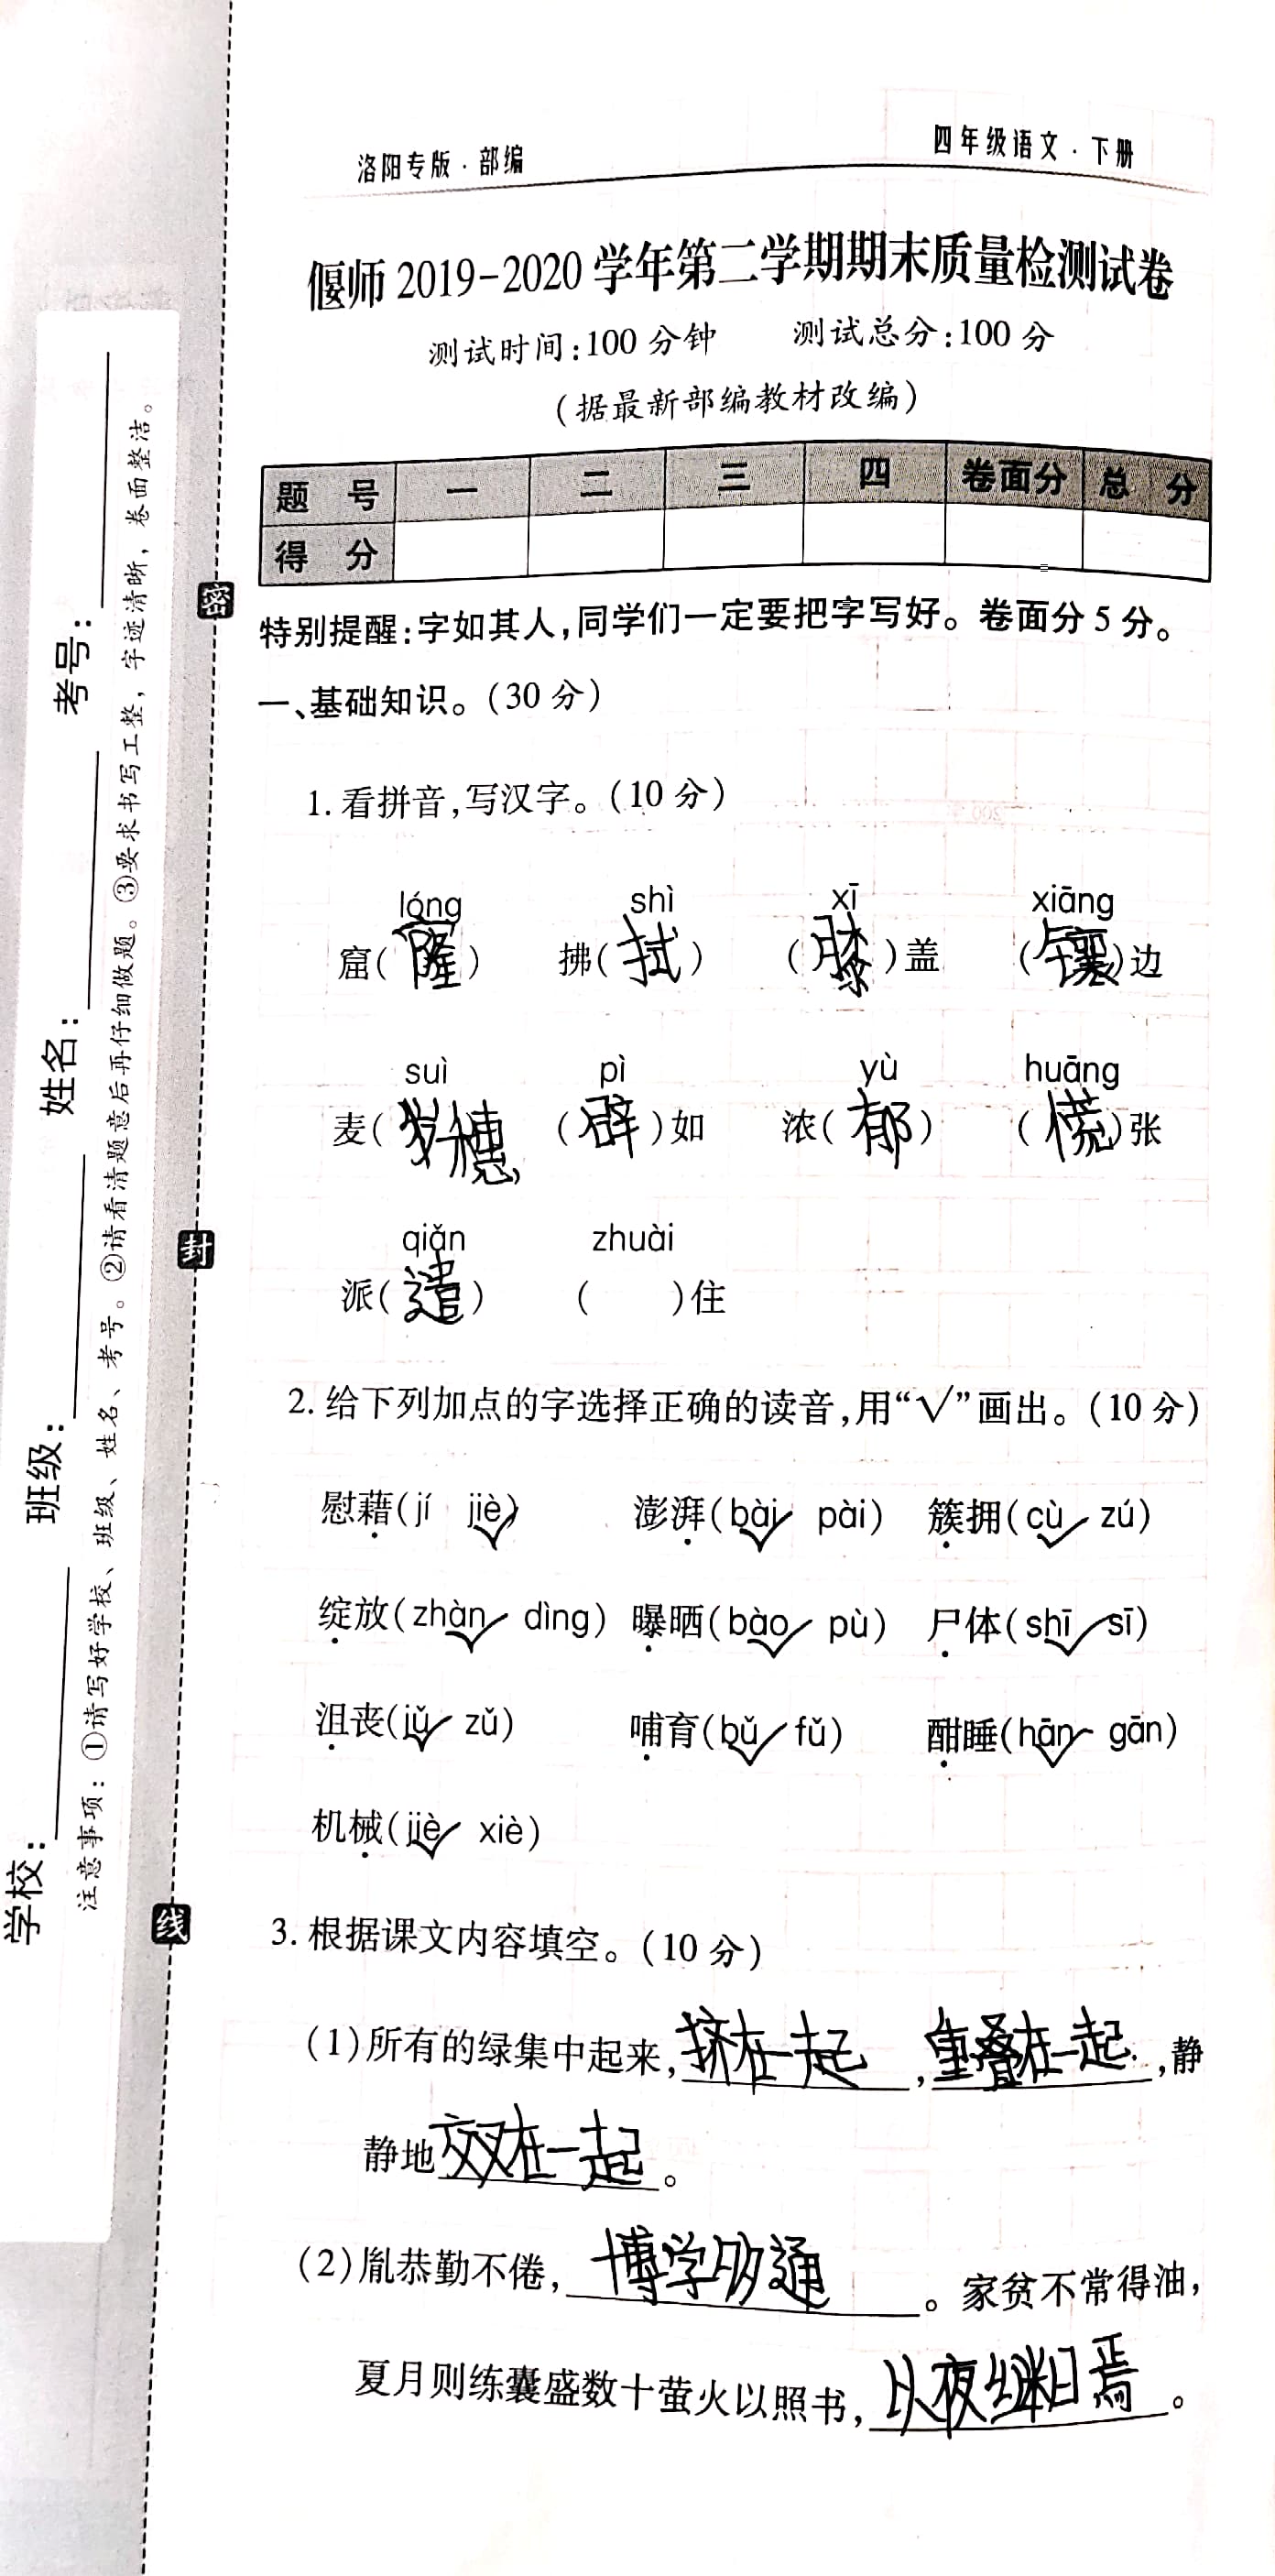 洛阳专版·部编
四年级语文·下册
偃师2019-2020学年第二学期期末质量检测试卷
测试时间:100分钟 测试总分:100分
(据最新部编教材改编)
题 号 一 二 三 四 卷面分 总 分
得 分
特别提醒:字如其人,同学们一定要把字写好。卷面分5分。
一、基础知识。(30分)
1. 看拼音,写汉字。(10分)
lóng shì xī xiāng
窟( ) 拂(拭) (膝)盖 (镶)边
suì pì yù huāng
麦(穗 ( )如 浓(郁) (慌)张
qiǎn zhuài
派(遣) ( )住
2. 给下列加点的字选择正确的读音,用“√”画出。(10分)
慰藉(jí jiè√) 澎湃(bài√ pài) 簇拥(cù√ zú)
绽放(zhàn√ dìng) 曝晒(bào√ pù) 尸体(shī√ sī)
沮丧(jǔ√ zǔ) 哺育(bǔ√ fǔ) 酣睡(hān√ gān)
机械(jiè√ xiè)
3. 根据课文内容填空。(10分)
(1)所有的绿集中起来,挤在一起,重叠在一起,静
静地交叉在一起。
(2)胤恭勤不倦,博学多通。家贫不常得油,
夏月则练囊盛数十萤火以照书,以夜继日焉。
学校: 班级: 姓名: 考号:
注意事项:①请写好学校、班级、姓名、考号。②请看清题意后再仔细做题。③要求书写工整,字迹清晰,卷面整洁。
密
封
线